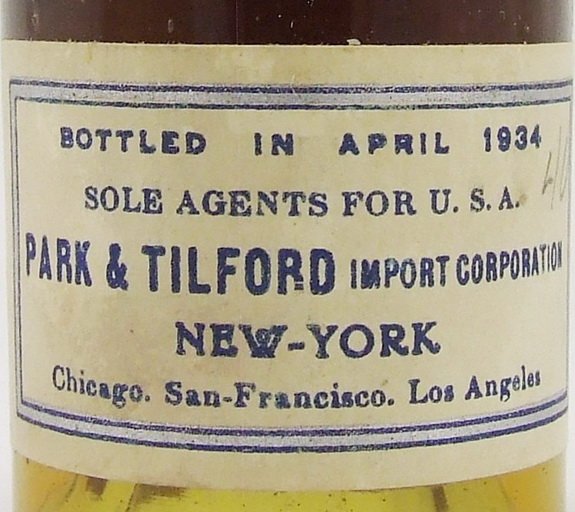 BOTTLED IN APRIL 1934
SOLE AGENTS FOR U. S. A.
PARK & TILFORD IMPORT CORPORATION
NEW-YORK
Chicago. San-Francisco. Los Angeles